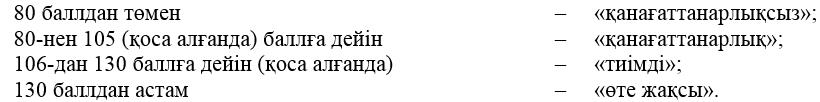 80 баллдан төмен – «қанағаттанарлықсыз»;
80-нен 105 (қоса алғанда) баллға дейін – «қанағаттанарлық»;
106-дан 130 баллға дейін (қоса алғанда) – «тиімді»;
130 баллдан астам – «өте жақсы».